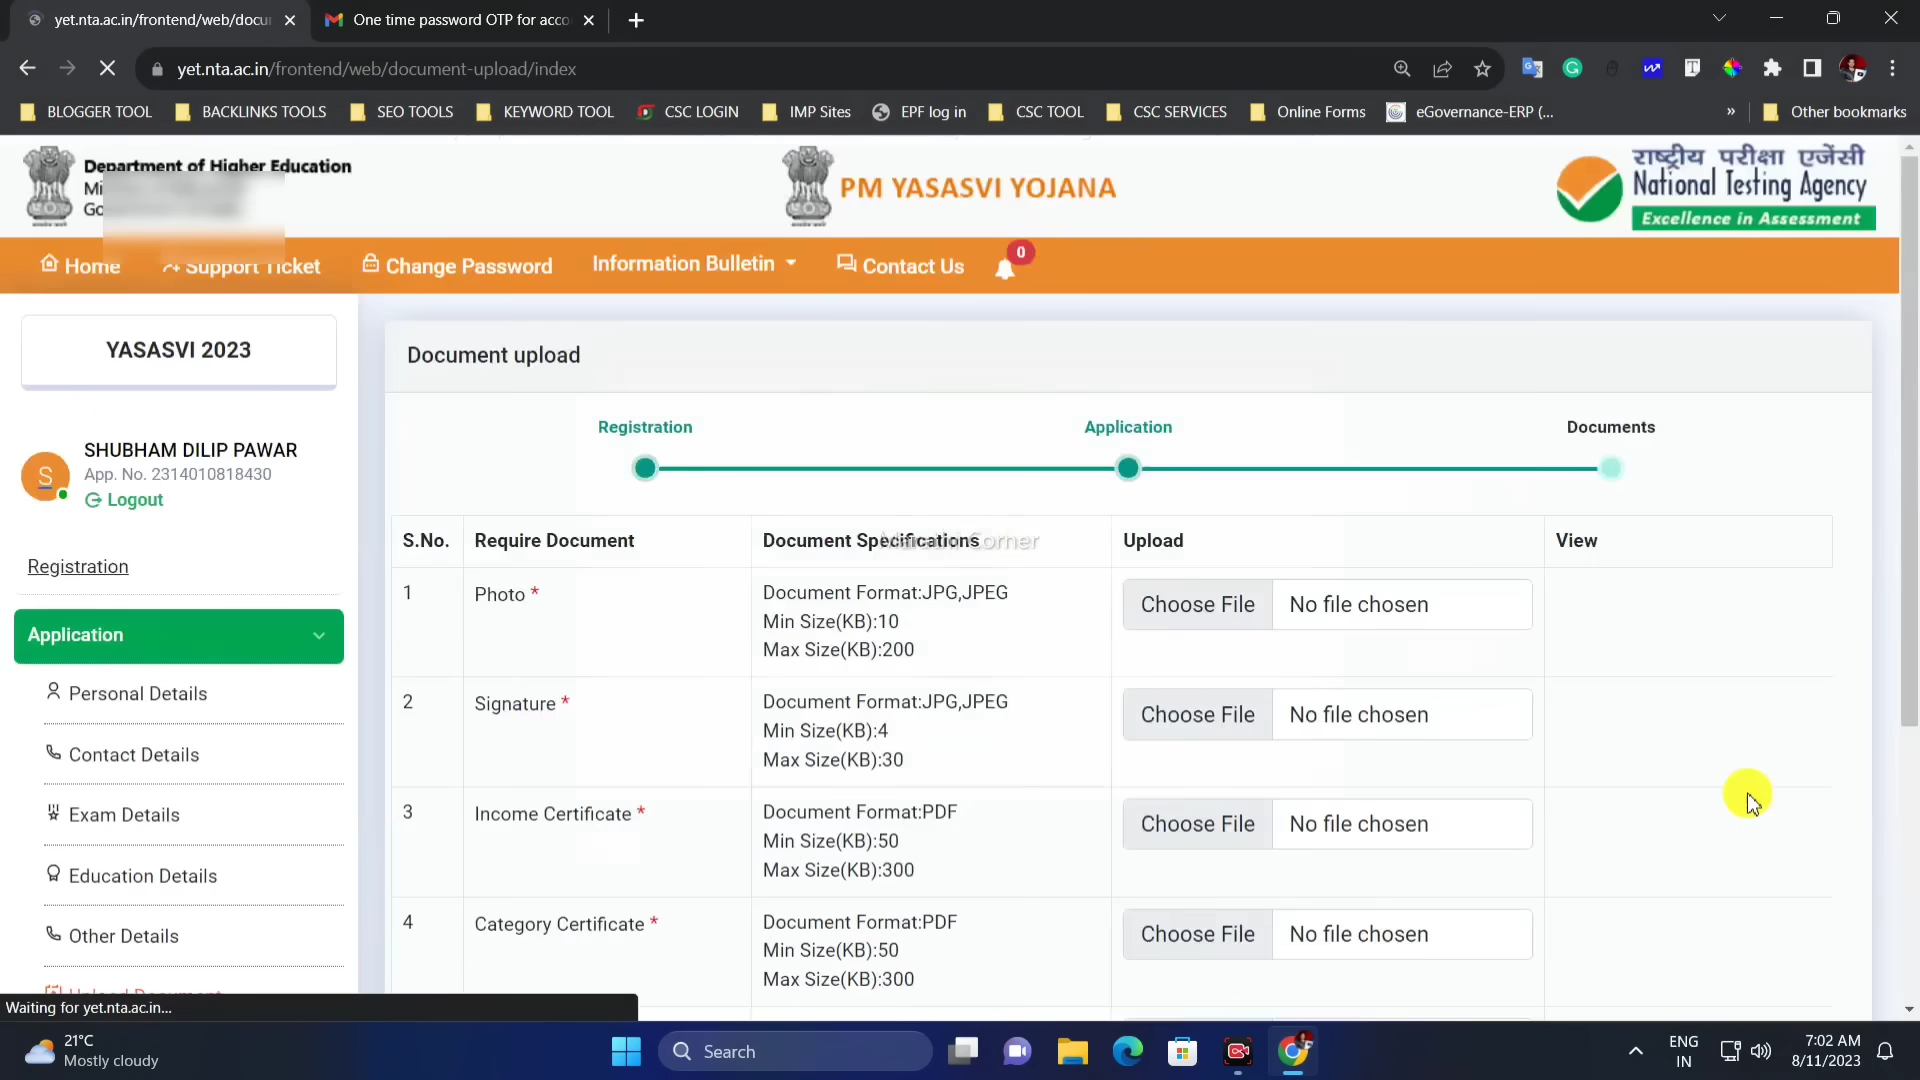 yet.nta.ac.in/frontend/web/docu
One time password OTP for acco
yet.nta.ac.in/frontend/web/document-upload/index
BLOGGER TOOL
BACKLINKS TOOLS
SEO TOOLS
KEYWORD TOOL
CSC LOGIN
IMP Sites
EPF log in
CSC TOOL
CSC SERVICES
Online Forms
eGovernance-ERP (...
»
Other bookmarks
Department of Higher Education
PM YASASVI YOJANA
राष्ट्रीय परीक्षा एजेंसी
National Testing Agency
Excellence in Assessment
Home
Support Ticket
Change Password
Information Bulletin
Contact Us
0
YASASVI 2023
S
SHUBHAM DILIP PAWAR
App. No. 2314010818430
Logout
Registration
Application
Personal Details
Contact Details
Exam Details
Education Details
Other Details
Document upload
Registration
Application
Documents
S.No.
Require Document
Document Specifications
Upload
View
1
Photo *
Document Format:JPG,JPEG
Min Size(KB):10
Max Size(KB):200
Choose File
No file chosen
2
Signature *
Document Format:JPG,JPEG
Min Size(KB):4
Max Size(KB):30
Choose File
No file chosen
3
Income Certificate *
Document Format:PDF
Min Size(KB):50
Max Size(KB):300
Choose File
No file chosen
4
Category Certificate *
Document Format:PDF
Min Size(KB):50
Max Size(KB):300
Choose File
No file chosen
Waiting for yet.nta.ac.in...
21°C
Mostly cloudy
Search
ENG
IN
7:02 AM
8/11/2023